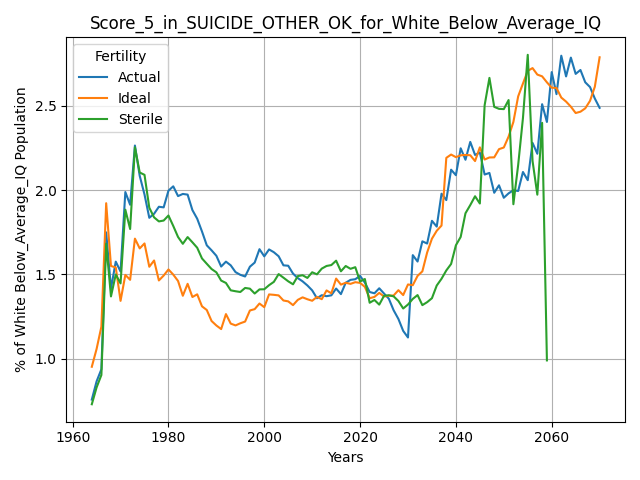 Score_5_in_SUICIDE_OTHER_OK_for_White_Below_Average_IQ
Fertility
Actual
Ideal
Sterile
% of White Below_Average_IQ Population
2.5
2.0
1.5
1.0
1960
1980
2000
2020
2040
2060
Years